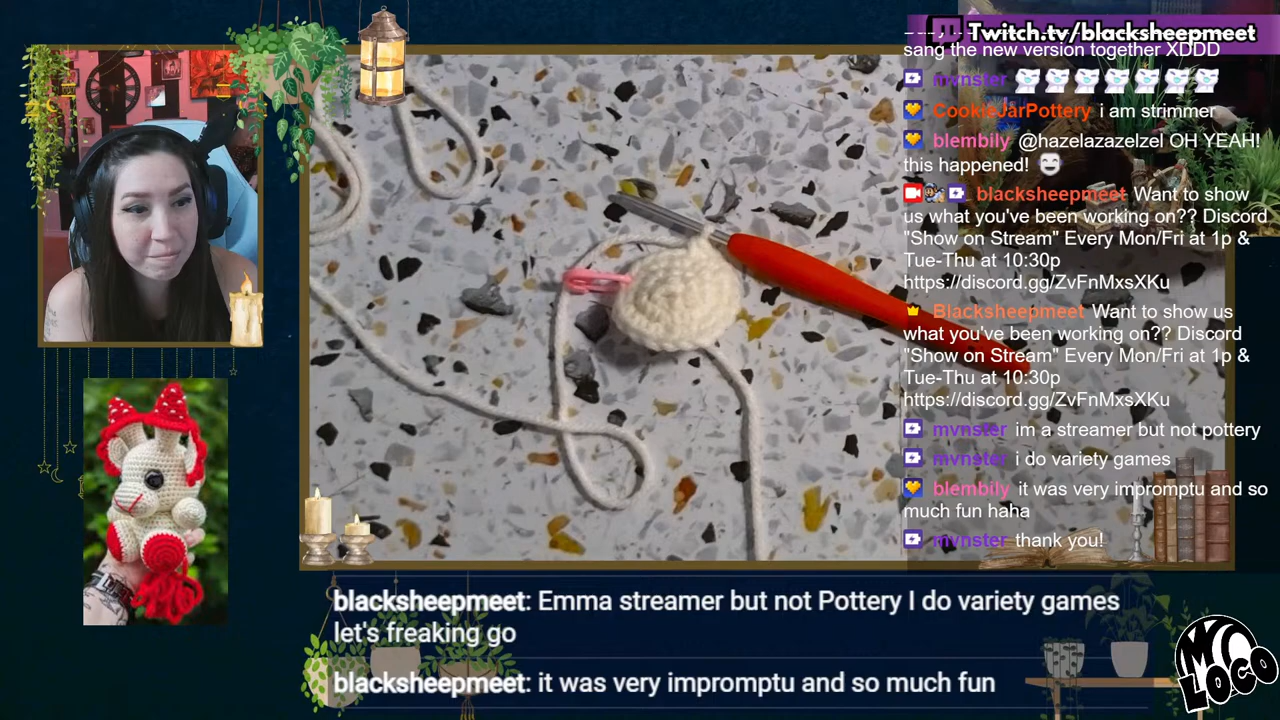 Twitch.tv/blacksheepmeet
sang the new version together XDDD
mvnster
CookieJarPottery i am strimmer
blembily @hazelazazelzel OH YEAH!
this happened!
blacksheepmeet Want to show
us what you've been working on?? Discord
"Show on Stream" Every Mon/Fri at 1p &
Tue-Thu at 10:30p
https://discord.gg/ZvFnMxsXKu
Blacksheepmeet Want to show us
what you've been working on?? Discord
"Show on Stream" Every Mon/Fri at 1p &
Tue-Thu at 10:30p
https://discord.gg/ZvFnMxsXKu
mvnster im a streamer but not pottery
mvnster i do variety games
blembily it was very impromptu and so
much fun haha
mvnster thank you!
blacksheepmeet: Emma streamer but not Pottery I do variety games
let's freaking go
blacksheepmeet: it was very impromptu and so much fun
MC
LOCO